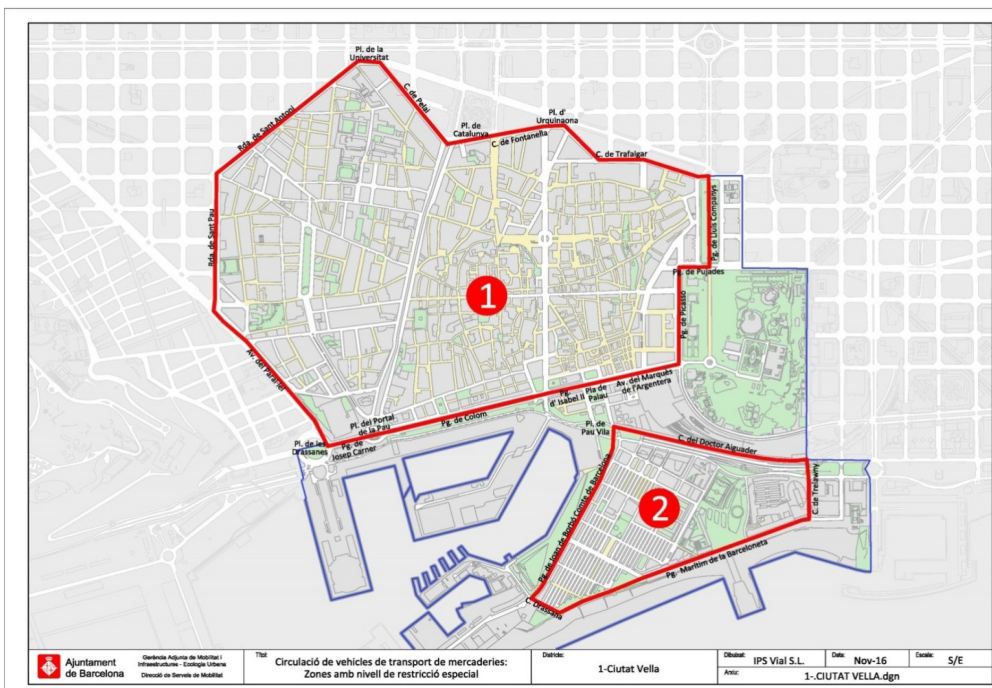 Pl. de la
Universitat
C. de Pelai
Rda. de Sant Antoni
Pl. de
Catalunya
C. de Fontanella
Pl. d'
Urquinaona
C. de Trafalgar
Pg. de Lluís Companys
Rda. de Sant Pau
Pg. de Pujades
1
Pg. de Picasso
Av. del Paral·lel
Av. del Marquès
de l'Argentera
Pla de
Palau
Pg.
d'Isabel II
Pl. del Portal
de la Pau
Pg. de Colom
Pl. de les
Drassanes
Pg. de
Josep Carner
Pl. de
Pau Vila
C. del Doctor Aiguader
C. de Trelawny
2
Pg. de Joan de Borbó Comte de Barcelona
Pg. Marítim de la Barceloneta
C. Drassana
Ajuntament
de Barcelona
Gerència Adjunta de Mobilitat i
Infraestructures - Ecologia Urbana
Direcció de Serveis de Mobilitat
Títol:
Circulació de vehicles de transport de mercaderies:
Zones amb nivell de restricció especial
Districte:
1-Ciutat Vella
Dibuixat:
IPS Vial S.L.
Data:
Nov-16
Escala:
S/E
Arxiu:
1-.CIUTAT VELLA.dgn